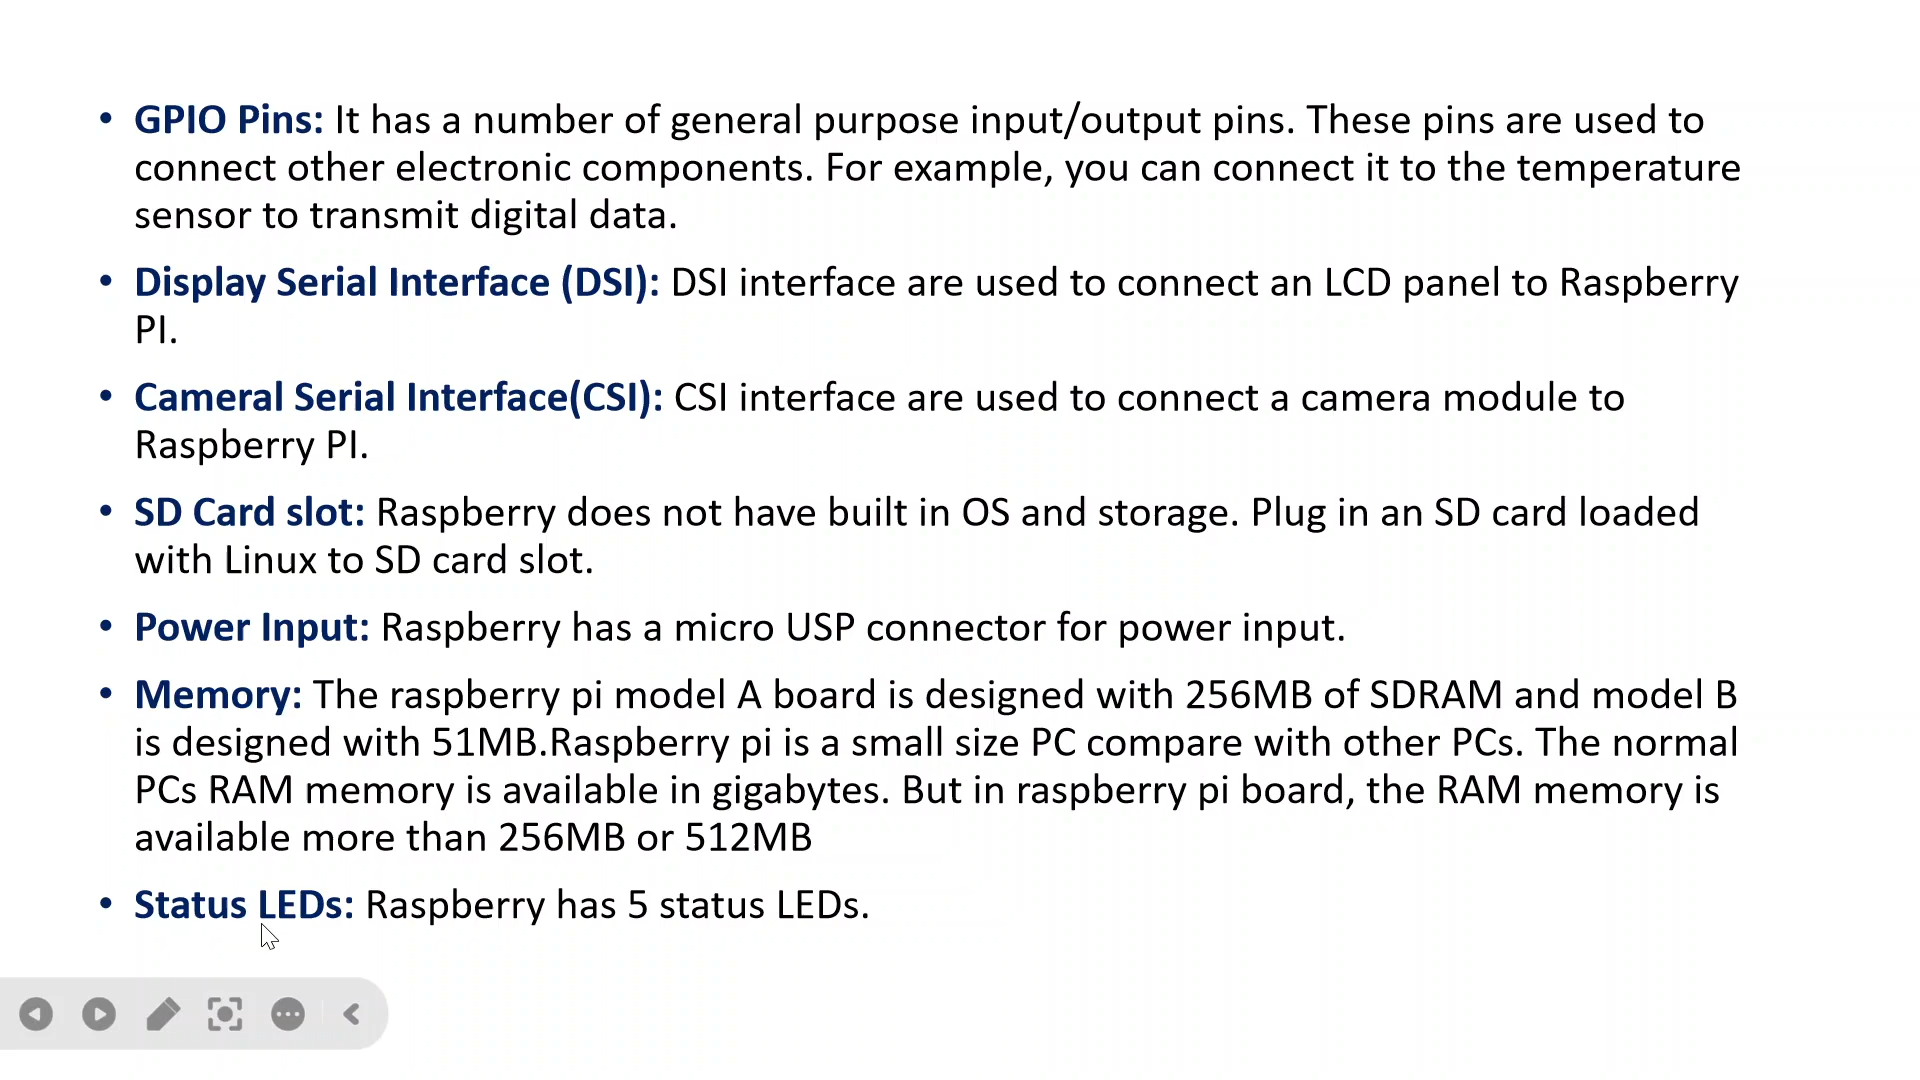 • GPIO Pins: It has a number of general purpose input/output pins. These pins are used to
connect other electronic components. For example, you can connect it to the temperature
sensor to transmit digital data.
• Display Serial Interface (DSI): DSI interface are used to connect an LCD panel to Raspberry
PI.
• Cameral Serial Interface(CSI): CSI interface are used to connect a camera module to
Raspberry PI.
• SD Card slot: Raspberry does not have built in OS and storage. Plug in an SD card loaded
with Linux to SD card slot.
• Power Input: Raspberry has a micro USP connector for power input.
• Memory: The raspberry pi model A board is designed with 256MB of SDRAM and model B
is designed with 51MB.Raspberry pi is a small size PC compare with other PCs. The normal
PCs RAM memory is available in gigabytes. But in raspberry pi board, the RAM memory is
available more than 256MB or 512MB
• Status LEDs: Raspberry has 5 status LEDs.